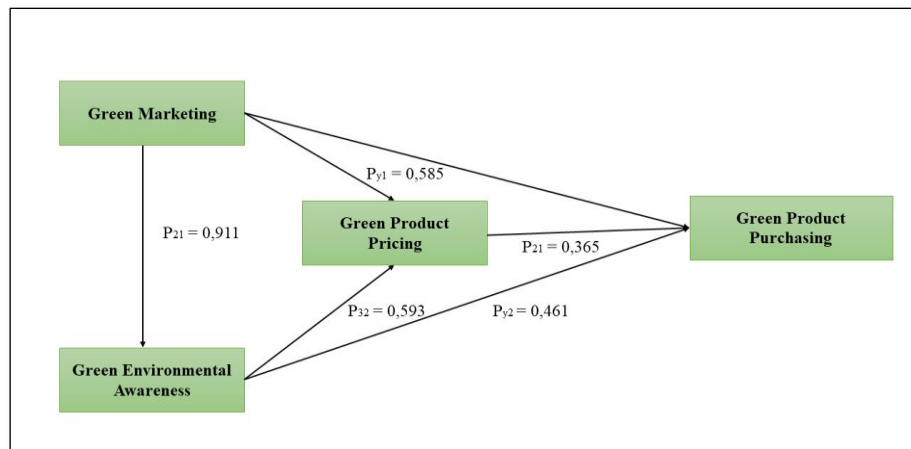 Green Marketing
Py1 = 0,585
P21 = 0,911
Green Product
Pricing
Green Product
Purchasing
P21 = 0,365
P32 = 0,593
Py2 = 0,461
Green Environmental
Awareness